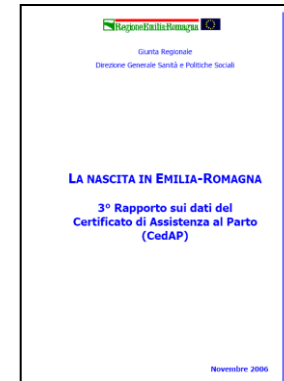 RegioneEmiliaRomagna
Giunta Regionale
Direzione Generale Sanità e Politiche Sociali
LA NASCITA IN EMILIA-ROMAGNA
3º Rapporto sui dati del
Certificato di Assistenza al Parto
(CedAP)
Novembre 2006